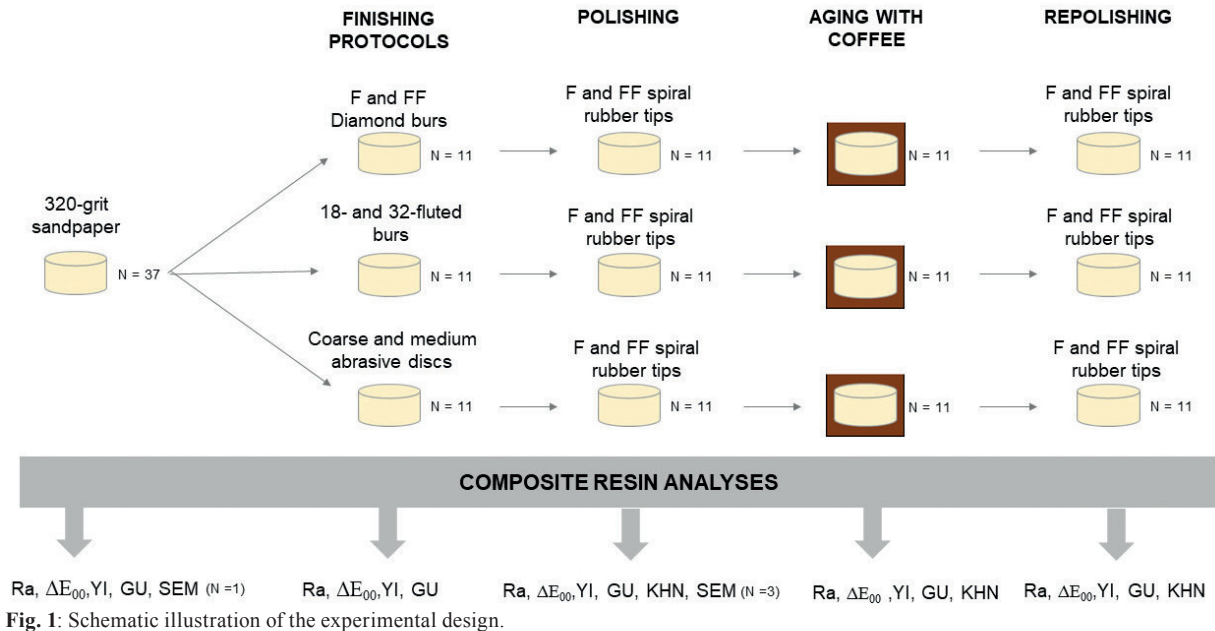 FINISHING
PROTOCOLS
POLISHING
AGING WITH
COFFEE
REPOLISHING
F and FF
Diamond burs
N = 11
F and FF spiral
rubber tips
N = 11
N = 11
F and FF spiral
rubber tips
N = 11
320-grit
sandpaper
N = 37
18- and 32-fluted
burs
N = 11
F and FF spiral
rubber tips
N = 11
N = 11
F and FF spiral
rubber tips
N = 11
Coarse and medium
abrasive discs
N = 11
F and FF spiral
rubber tips
N = 11
N = 11
F and FF spiral
rubber tips
N = 11
COMPOSITE RESIN ANALYSES
Ra, ΔE00,YI, GU, SEM (N =1)
Ra, ΔE00,YI, GU
Ra, ΔE00,YI, GU, KHN, SEM (N =3)
Ra, ΔE00 ,YI, GU, KHN
Ra, ΔE00,YI, GU, KHN
Fig. 1: Schematic illustration of the experimental design.